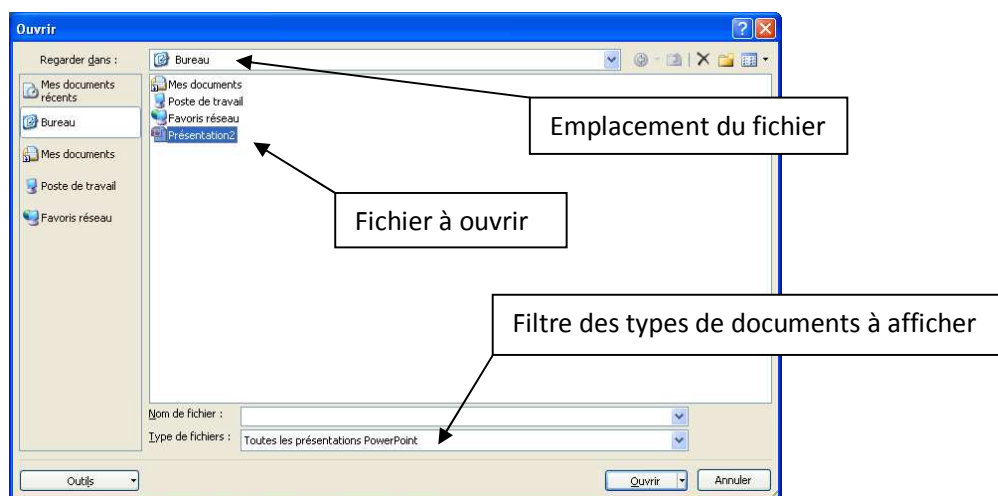 Ouvrir
Regarder dans :
Bureau
Mes documents récents
Bureau
Mes documents
Poste de travail
Favoris réseau
Mes documents
Poste de travail
Favoris réseau
Présentation2
Emplacement du fichier
Fichier à ouvrir
Filtre des types de documents à afficher
Nom de fichier :
Type de fichiers : Toutes les présentations PowerPoint
Outils
Ouvrir
Annuler